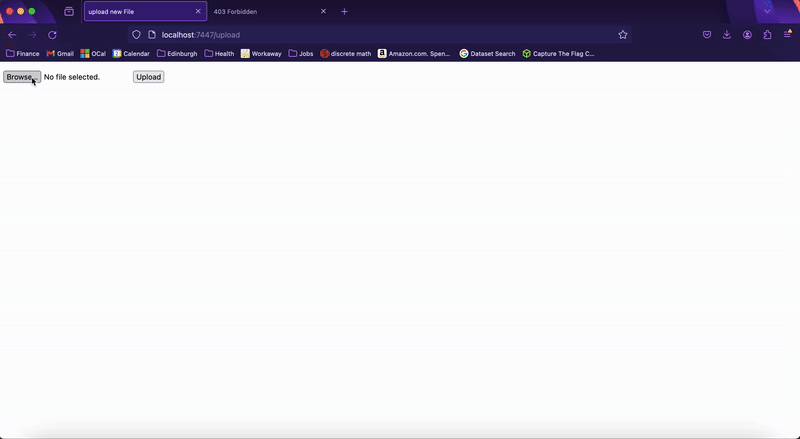 upload new File
403 Forbidden
localhost:7447/upload
Finance Gmail OCal Calendar Edinburgh Health Workaway Jobs discrete math Amazon.com. Spen... Dataset Search Capture The Flag C...
Browse... No file selected. Upload